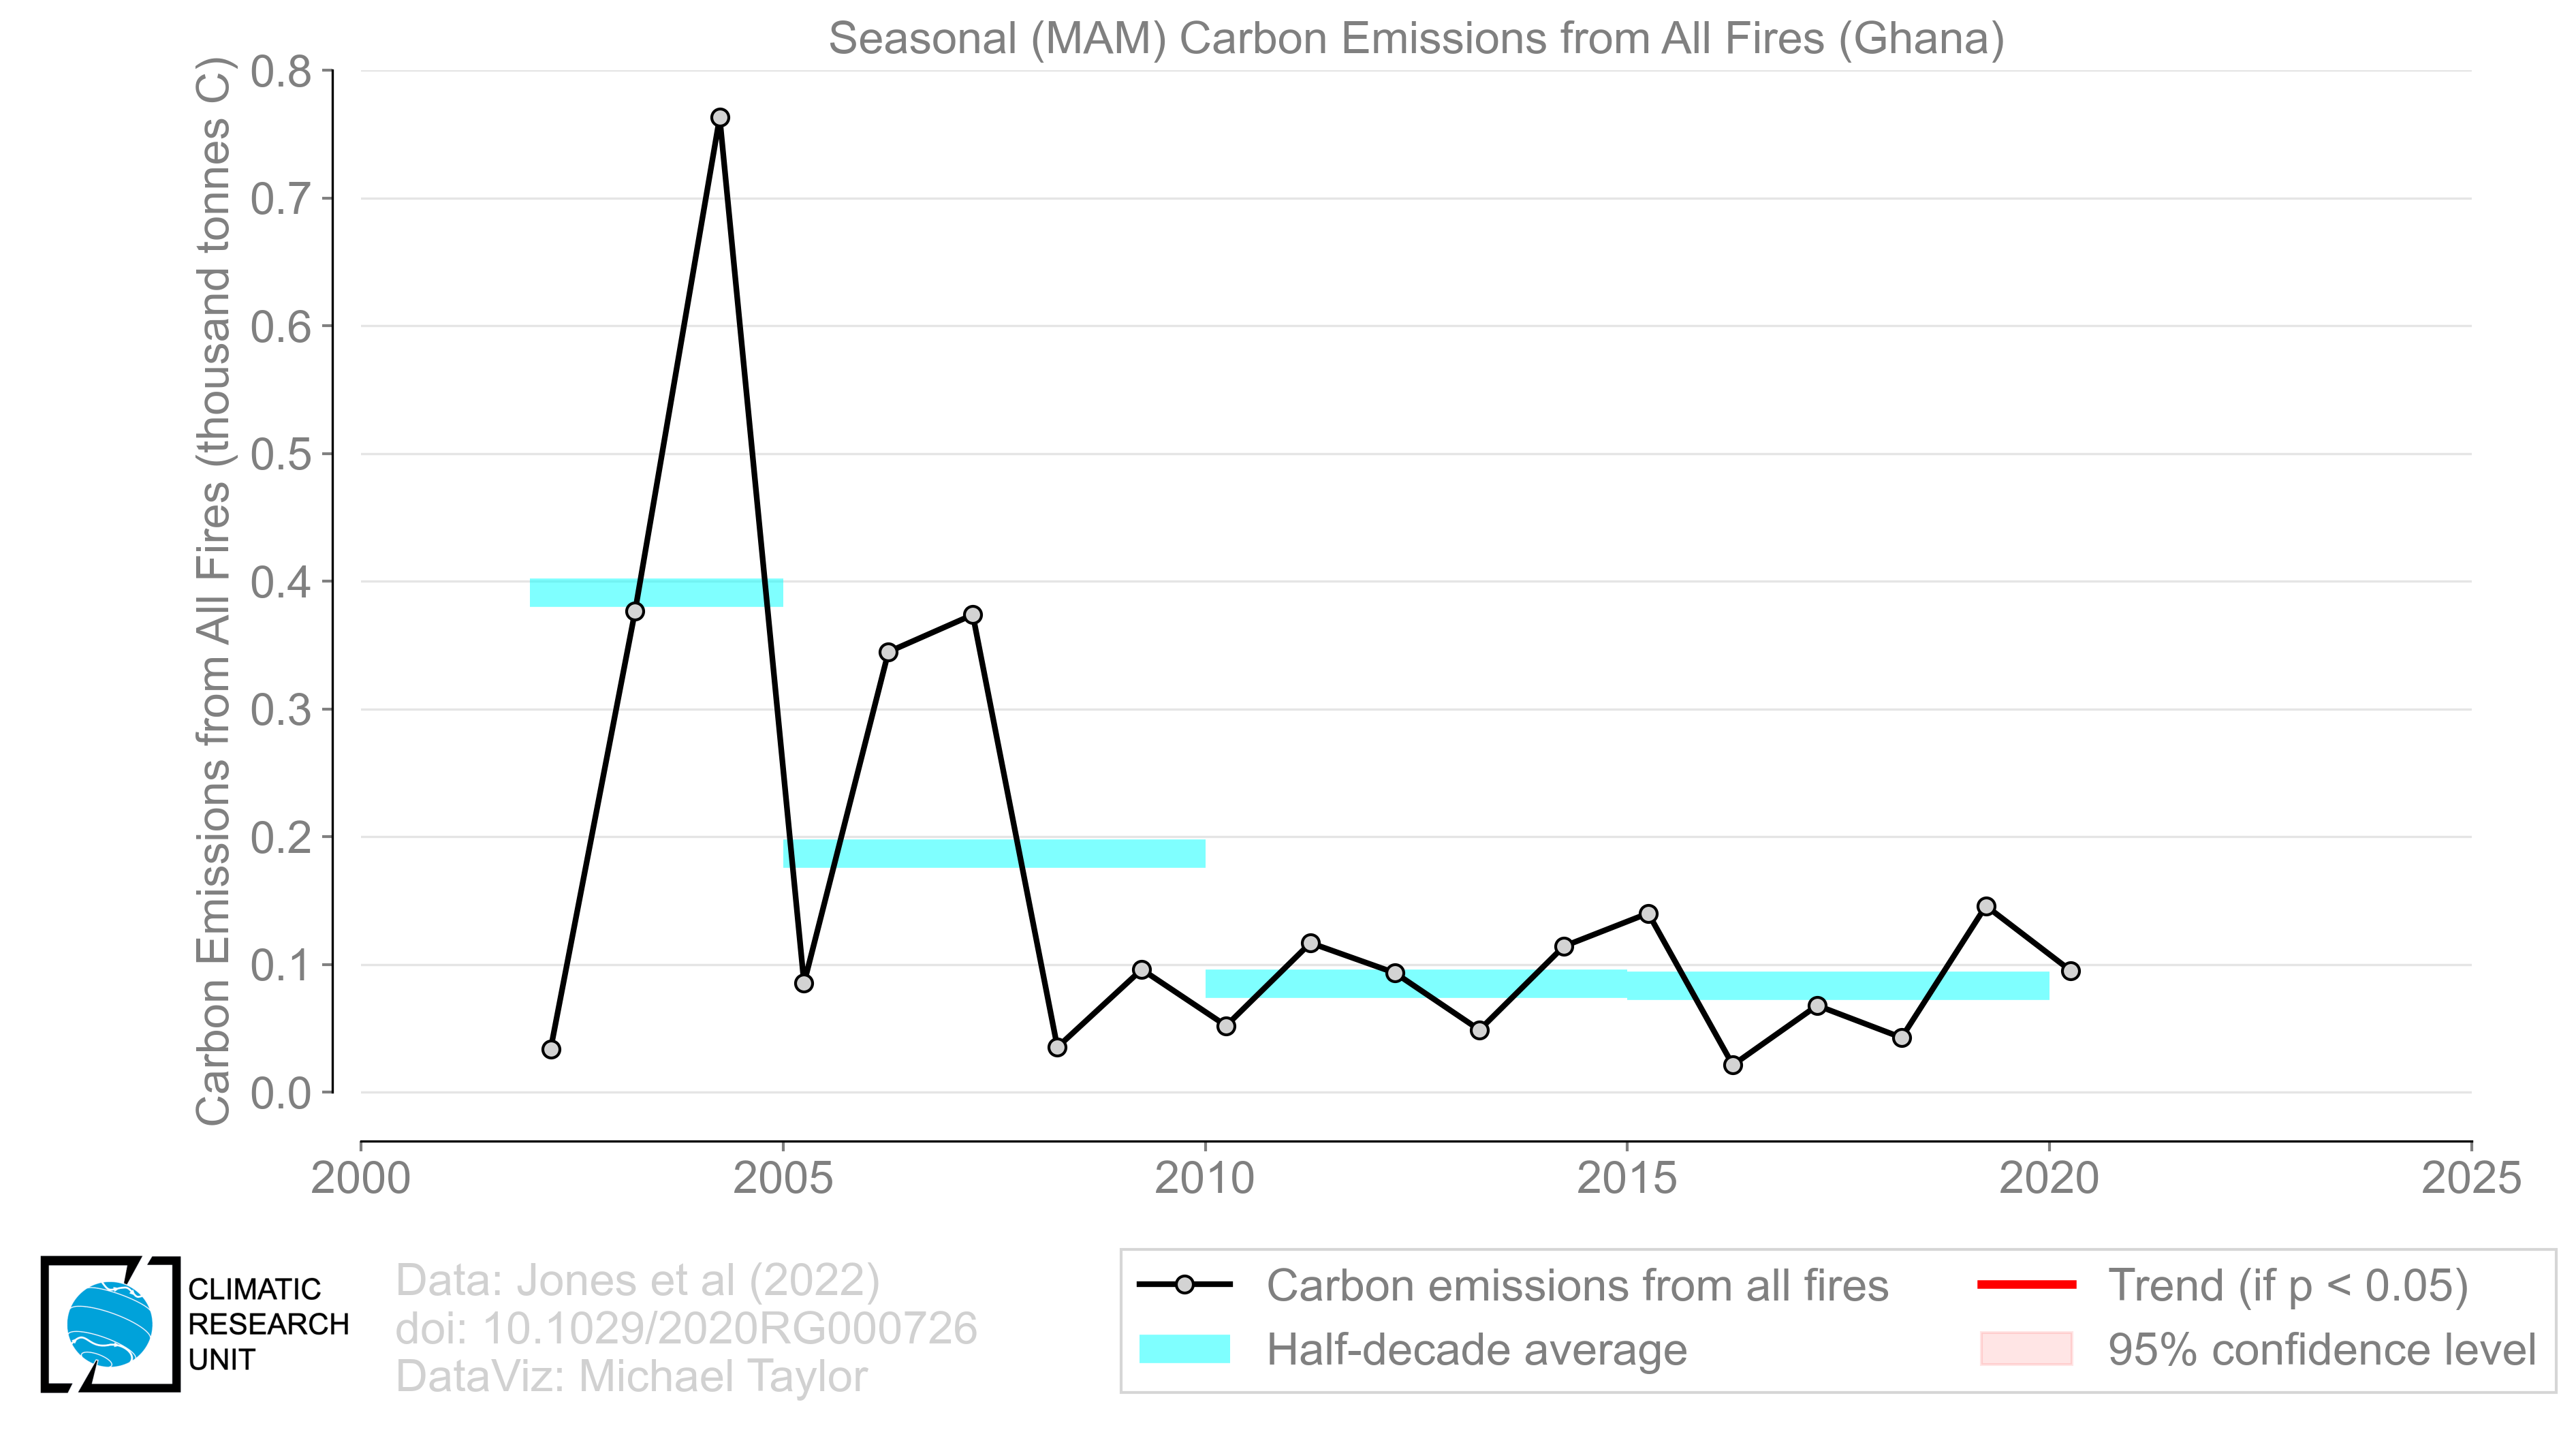 Seasonal (MAM) Carbon Emissions from All Fires (Ghana)
Carbon Emissions from All Fires (thousand tonnes C)
0.8
0.7
0.6
0.5
0.4
0.3
0.2
0.1
0.0
2000 2005 2010 2015 2020 2025
CLIMATIC
RESEARCH
UNIT
Data: Jones et al (2022)
doi: 10.1029/2020RG000726
DataViz: Michael Taylor
Carbon emissions from all fires
Half-decade average
Trend (if p < 0.05)
95% confidence level